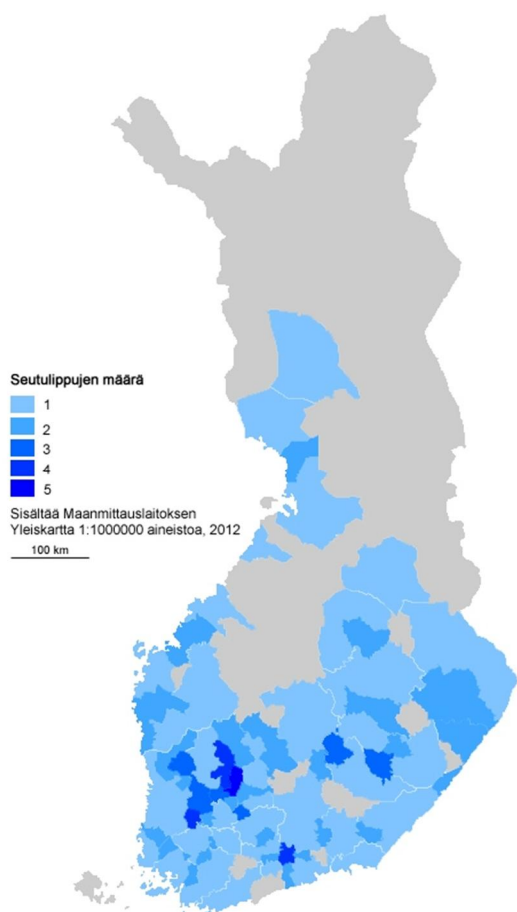 Seutulippujen määrä
1
2
3
4
5
Sisältää Maanmittauslaitoksen
Yleiskartta 1:1000000 aineistoa, 2012
100 km